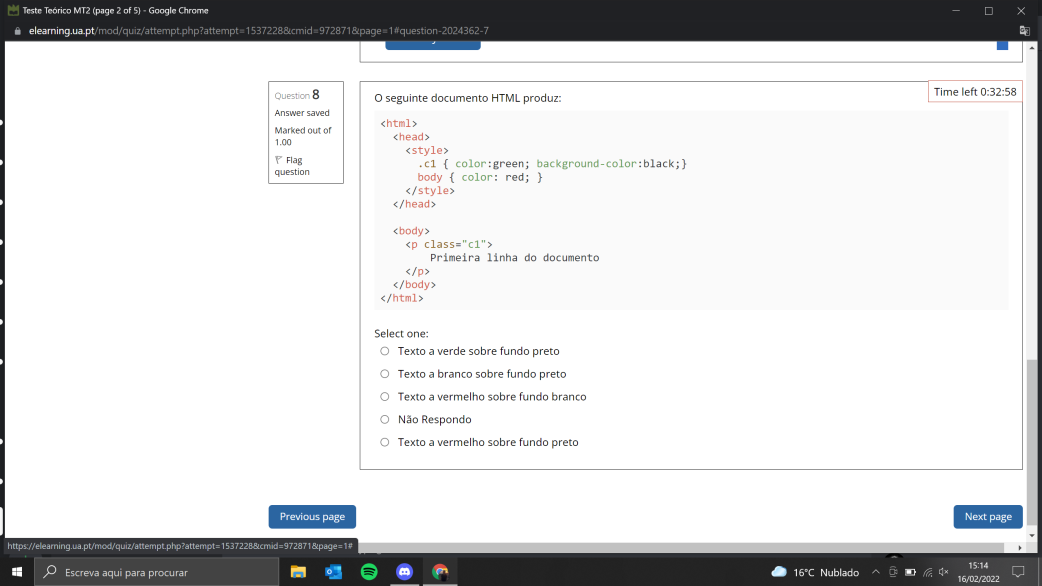 Teste Teórico MT2 (page 2 of 5) - Google Chrome
elearning.ua.pt/mod/quiz/attempt.php?attempt=1537228&cmid=972871&page=1#question-2024362-7
Question 8
Answer saved
Marked out of
1.00
Flag
question
Time left 0:32:58
O seguinte documento HTML produz:
<html>
<head>
<style>
.c1 { color:green; background-color:black;}
body { color: red; }
</style>
</head>
<body>
<p class="c1">
Primeira linha do documento
</p>
</body>
</html>
Select one:
Texto a verde sobre fundo preto
Texto a branco sobre fundo preto
Texto a vermelho sobre fundo branco
Não Respondo
Texto a vermelho sobre fundo preto
Previous page
Next page
https://elearning.ua.pt/mod/quiz/attempt.php?attempt=1537228&cmid=972871&page=1#
Escreva aqui para procurar
16°C Nublado
15:14
16/02/2022